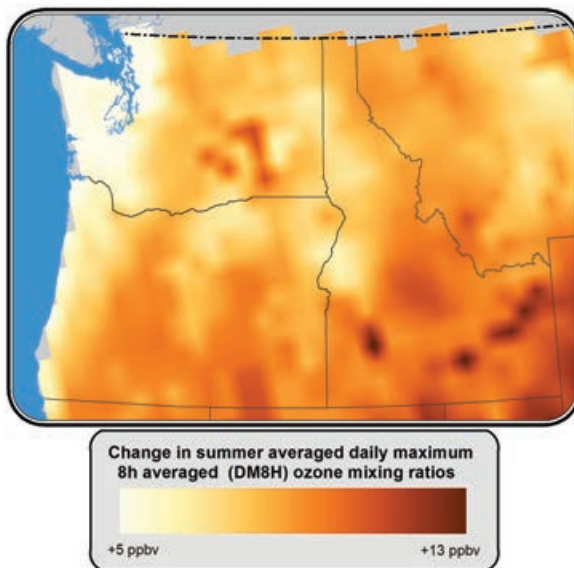 Change in summer averaged daily maximum
8h averaged (DM8H) ozone mixing ratios
+5 ppbv +13 ppbv